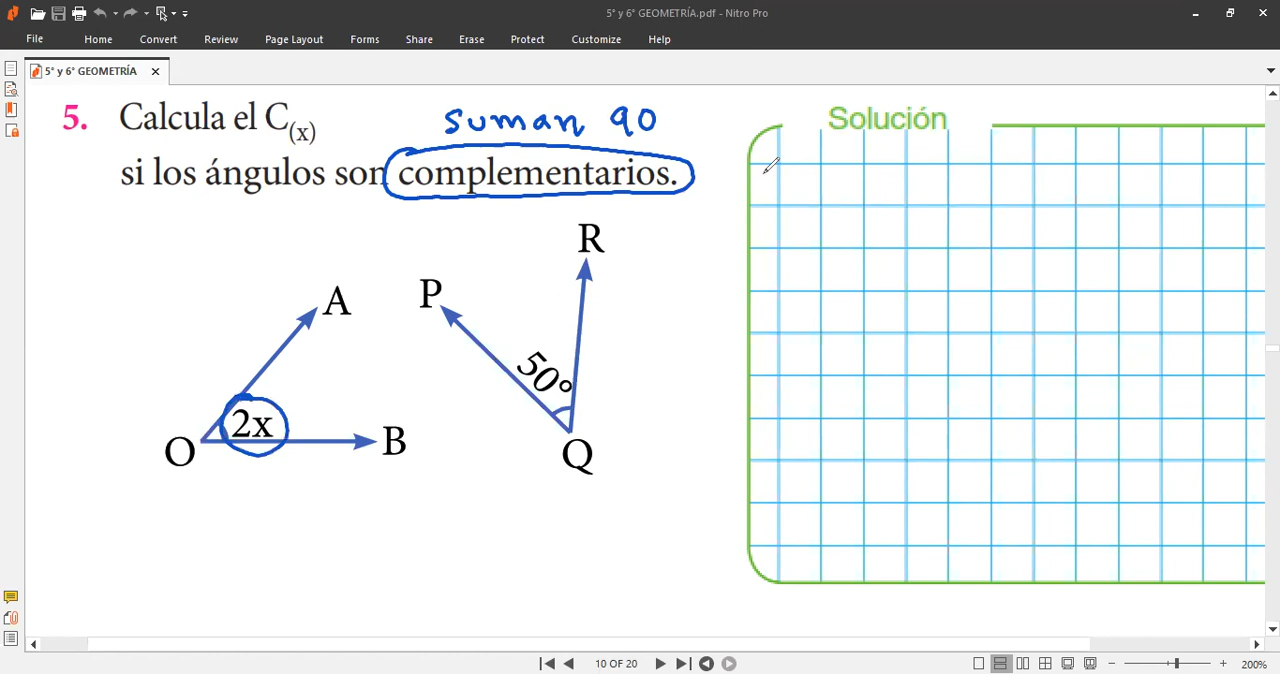 5° y 6° GEOMETRÍA.pdf - Nitro Pro
File Home Convert Review Page Layout Forms Share Erase Protect Customize Help
5° y 6° GEOMETRÍA
5. Calcula el C(x)
suman 90
si los ángulos son complementarios.
Solución
A
O
2x
B
P
R
50°
Q
10 OF 20
200%